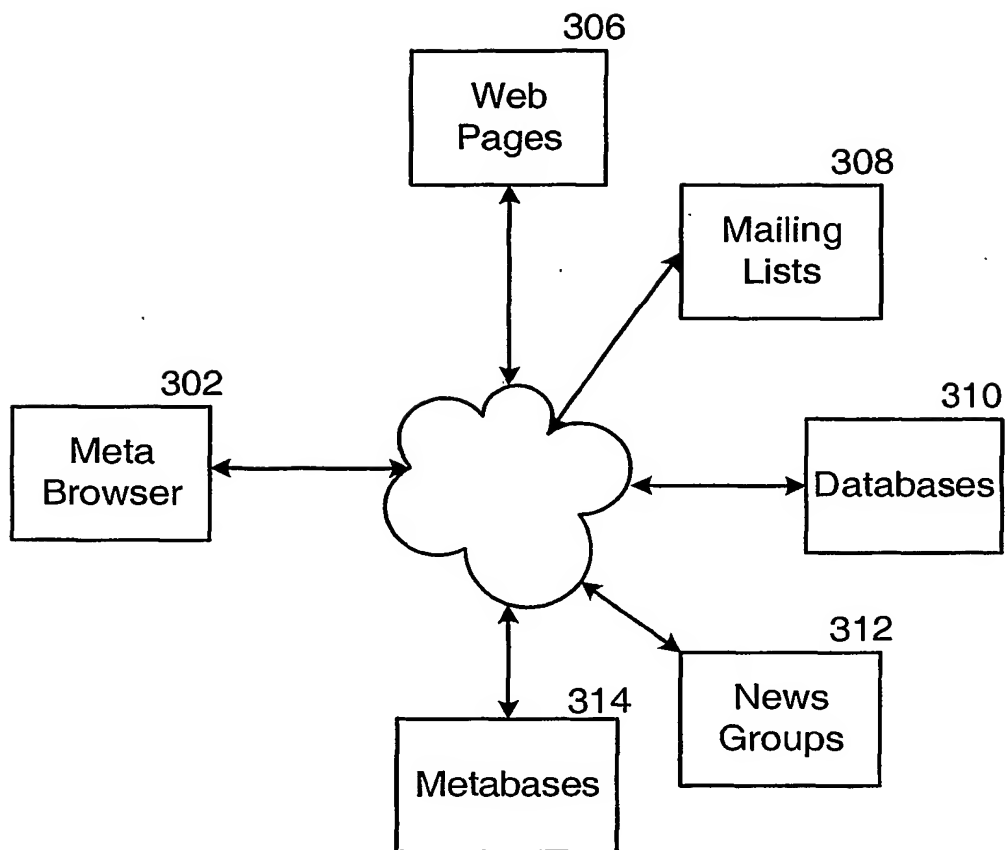 306
Web
Pages
308
Mailing
Lists
302
Meta
Browser
310
Databases
312
News
Groups
314
Metabases